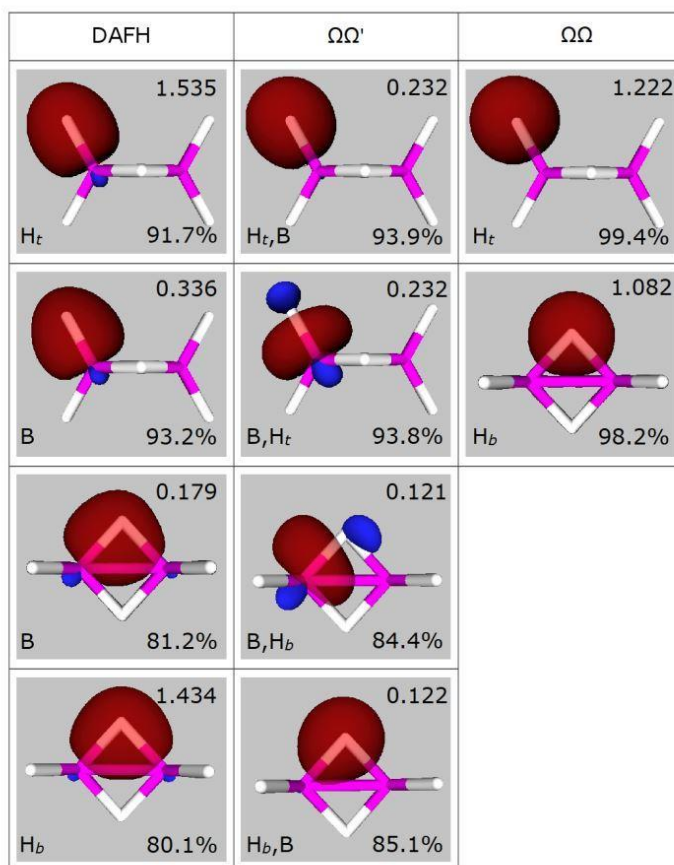 DAFH ΩΩ' ΩΩ
1.535 0.232 1.222
Ht 91.7% Ht,B 93.9% Ht 99.4%
0.336 0.232 1.082
B 93.2% B,Ht 93.8% Hb 98.2%
0.179 0.121
B 81.2% B,Hb 84.4%
1.434 0.122
Hb 80.1% Hb,B 85.1%